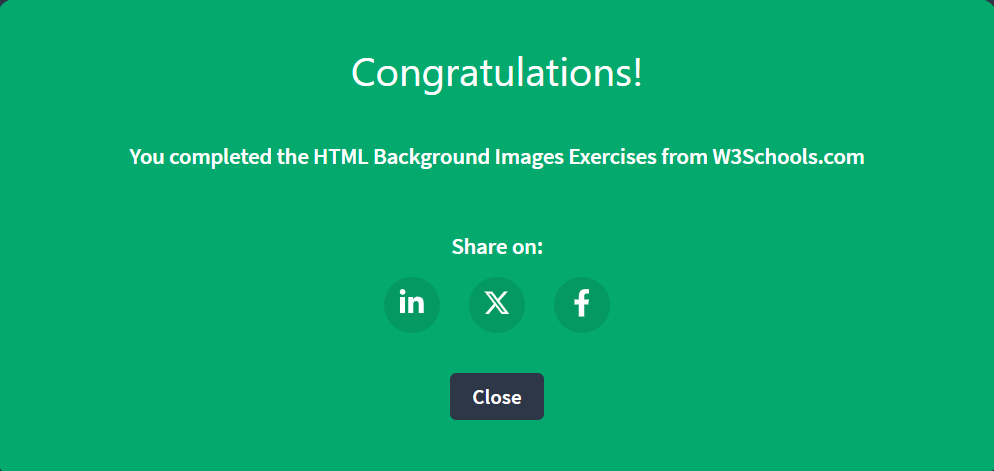 Congratulations!
You completed the HTML Background Images Exercises from W3Schools.com
Share on:
in X f
Close